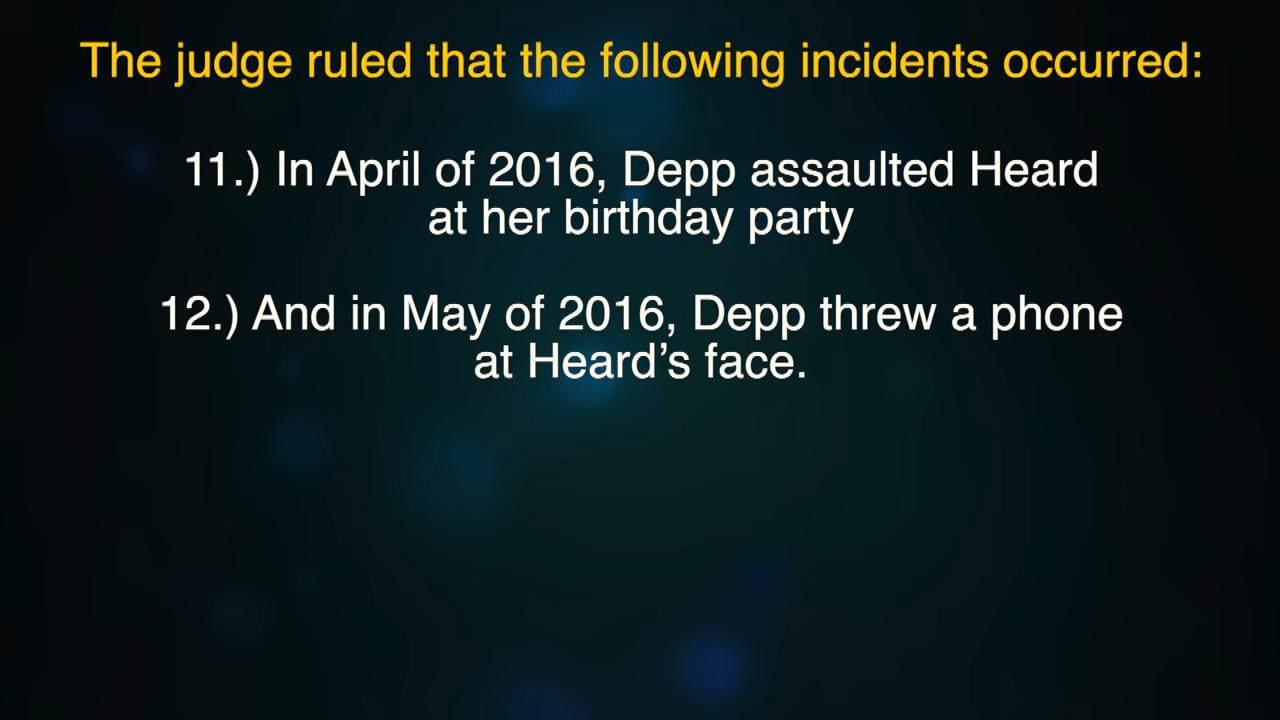 The judge ruled that the following incidents occurred:
11.) In April of 2016, Depp assaulted Heard
at her birthday party
12.) And in May of 2016, Depp threw a phone
at Heard’s face.